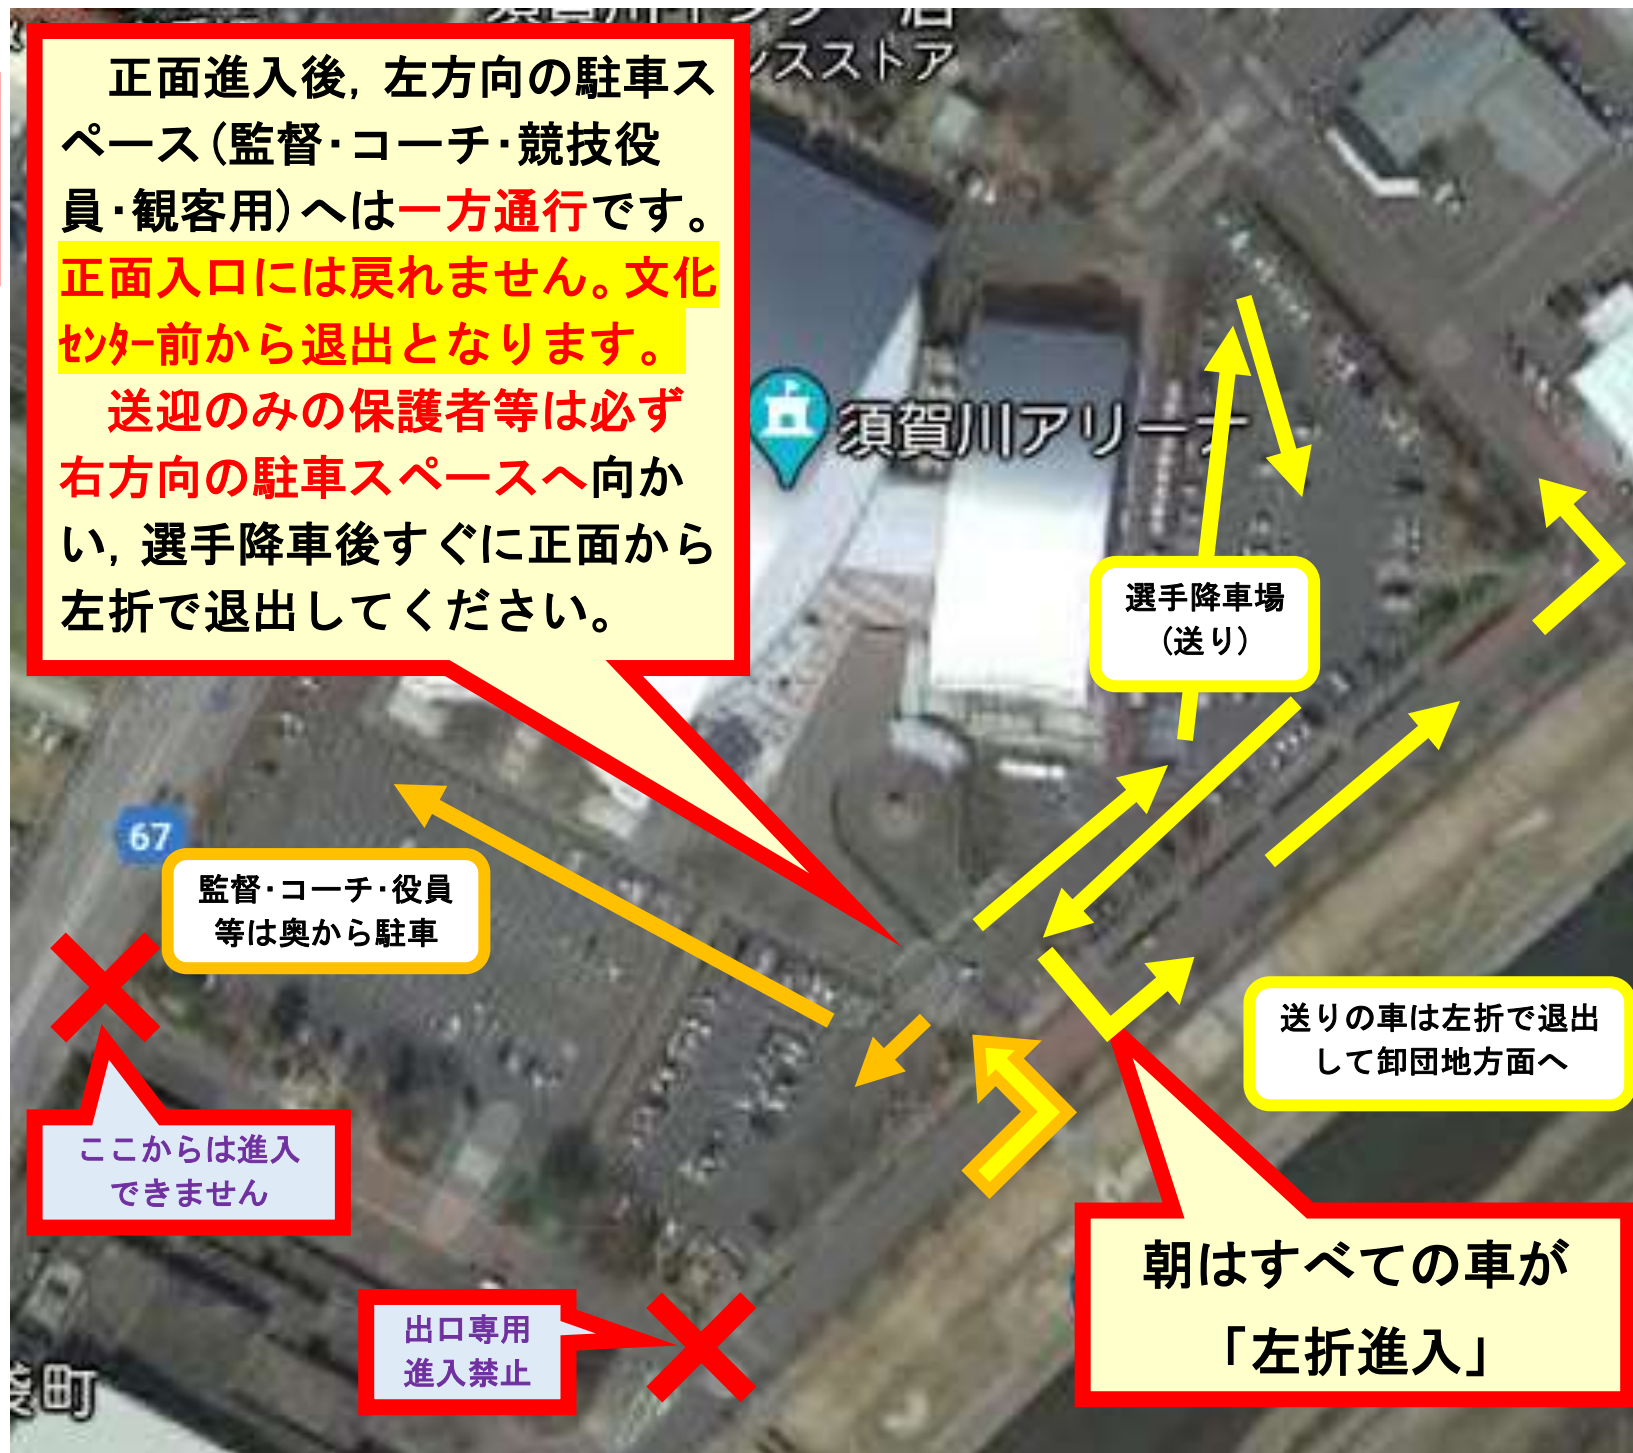 正面進入後，左方向の駐車ス
ペース（監督・コーチ・競技役
員・観客用）へは一方通行です。
正面入口には戻れません。文化
ｾﾝﾀｰ前から退出となります。
送迎のみの保護者等は必ず
右方向の駐車スペースへ向か
い，選手降車後すぐに正面から
左折で退出してください。
ンスストア
須賀川アリーナ
選手降車場
（送り）
67
監督・コーチ・役員
等は奥から駐車
送りの車は左折で退出
して卸団地方面へ
ここからは進入
できません
朝はすべての車が
「左折進入」
出口専用
進入禁止
町